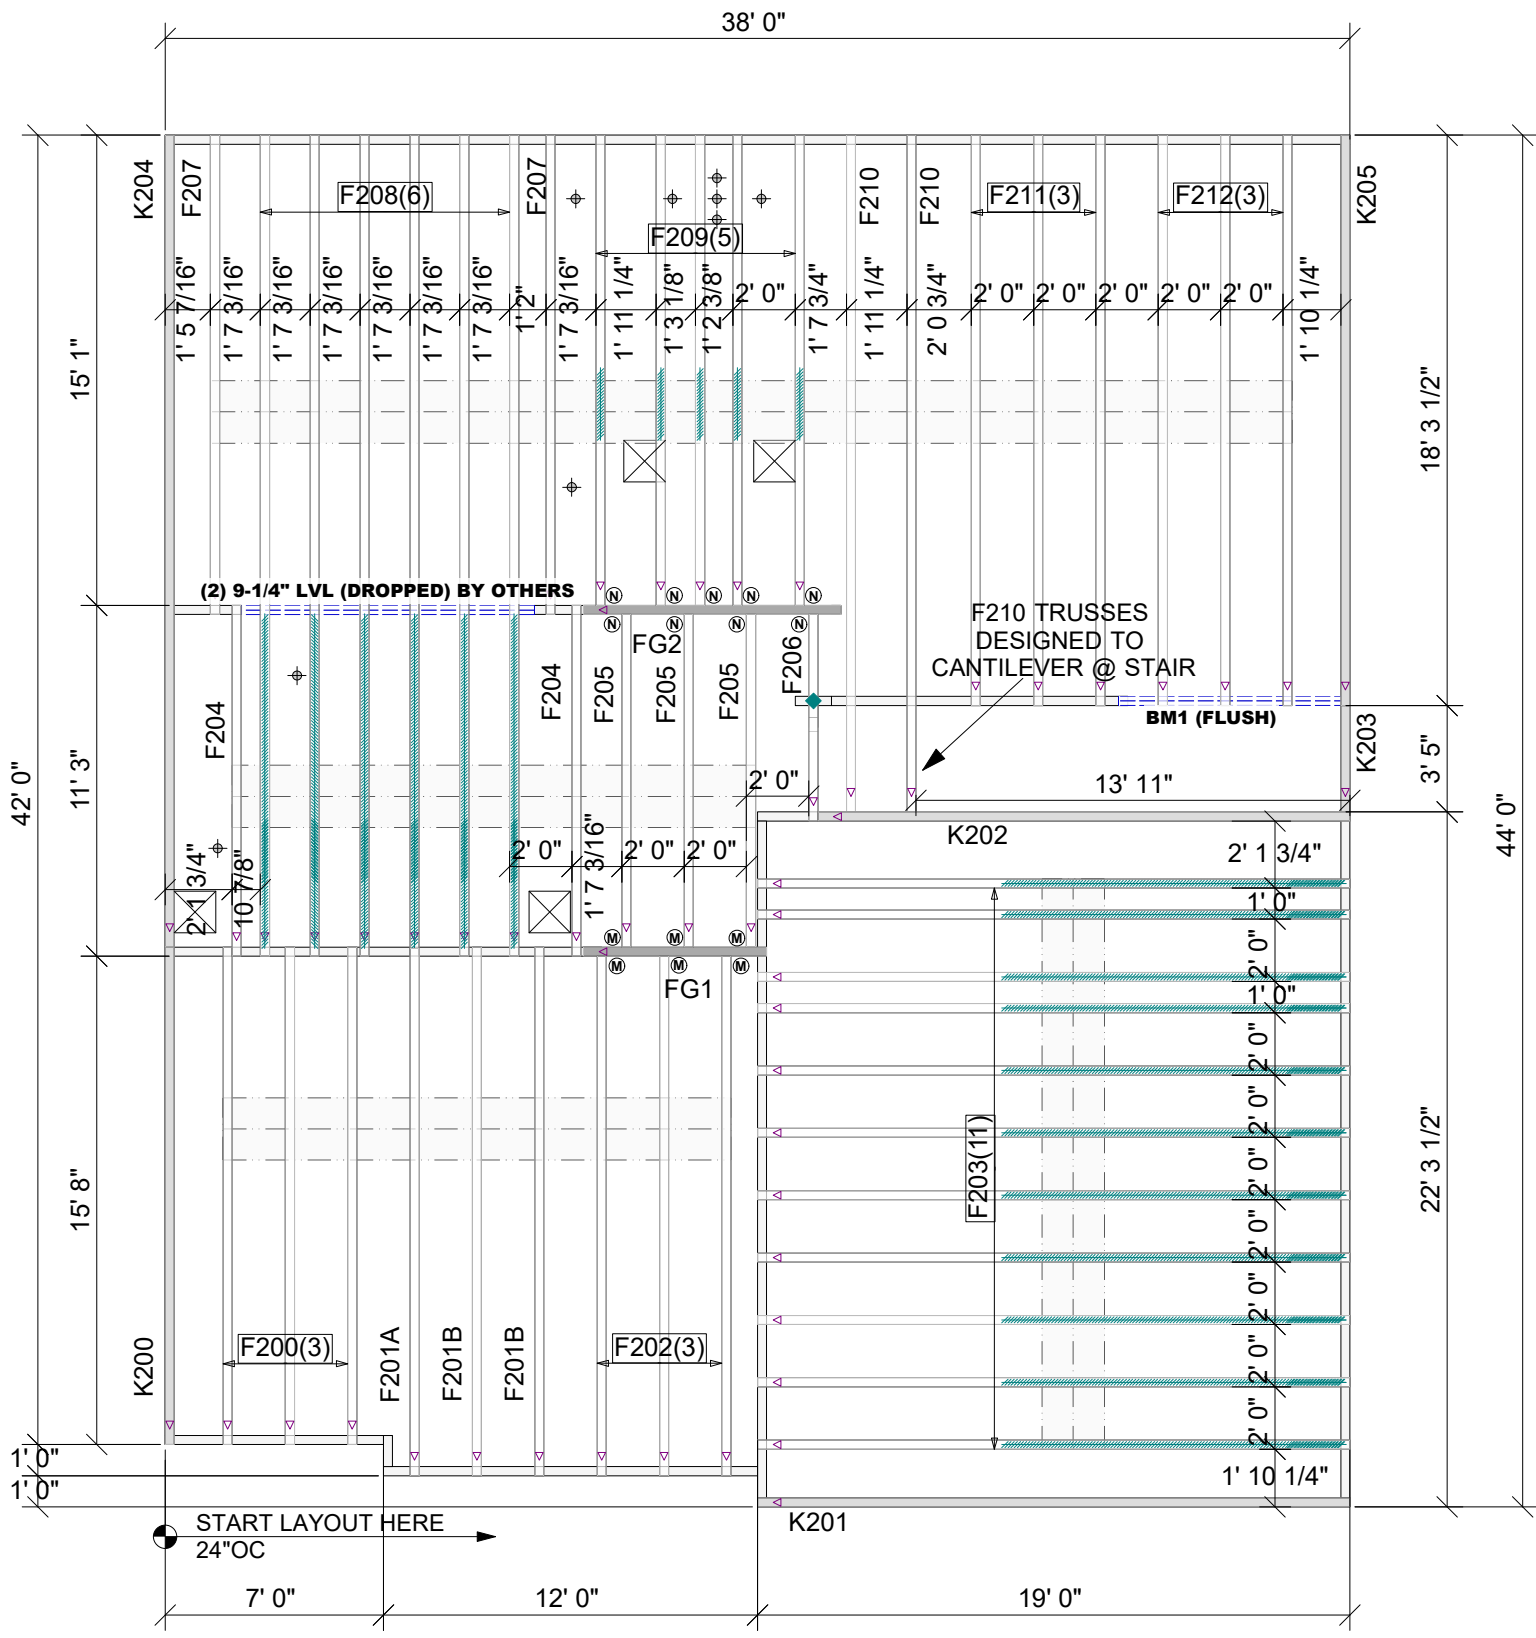 38' 0"
K204
F207
F208(6)
F207
F209(5)
F210
F210
F211(3)
F212(3)
K205
1' 5 7/16"
1' 7 3/16"
1' 7 3/16"
1' 7 3/16"
1' 7 3/16"
1' 7 3/16"
1' 7 3/16"
1' 2"
1' 7 3/16"
1' 11 1/4"
1' 3 1/8"
1' 2 3/8"
2' 0"
1' 7 3/4"
1' 11 1/4"
2' 0 3/4"
2' 0"
2' 0"
2' 0"
2' 0"
2' 0"
1' 10 1/4"
15' 1"
18' 3 1/2"
(2) 9-1/4" LVL (DROPPED) BY OTHERS
N
N
N
N
N
N
N
N
N
FG2
F210 TRUSSES
DESIGNED TO
CANTILEVER @ STAIR
F204
F204
F205
F205
F205
F206
BM1 (FLUSH)
K203
3' 5"
42' 0"
11' 3"
44' 0"
2' 0"
13' 11"
K202
2' 1 3/4"
10 7/8"
2' 0"
1' 7 3/16"
2' 0"
2' 0"
M
M
M
M
M
M
FG1
2' 1 3/4"
1' 0"
2' 0"
1' 0"
2' 0"
2' 0"
2' 0"
2' 0"
2' 0"
2' 0"
2' 0"
1' 10 1/4"
F203(11)
22' 3 1/2"
15' 8"
K200
F200(3)
F201A
F201B
F201B
F202(3)
1' 0"
1' 0"
K201
START LAYOUT HERE
24"OC
7' 0"
12' 0"
19' 0"